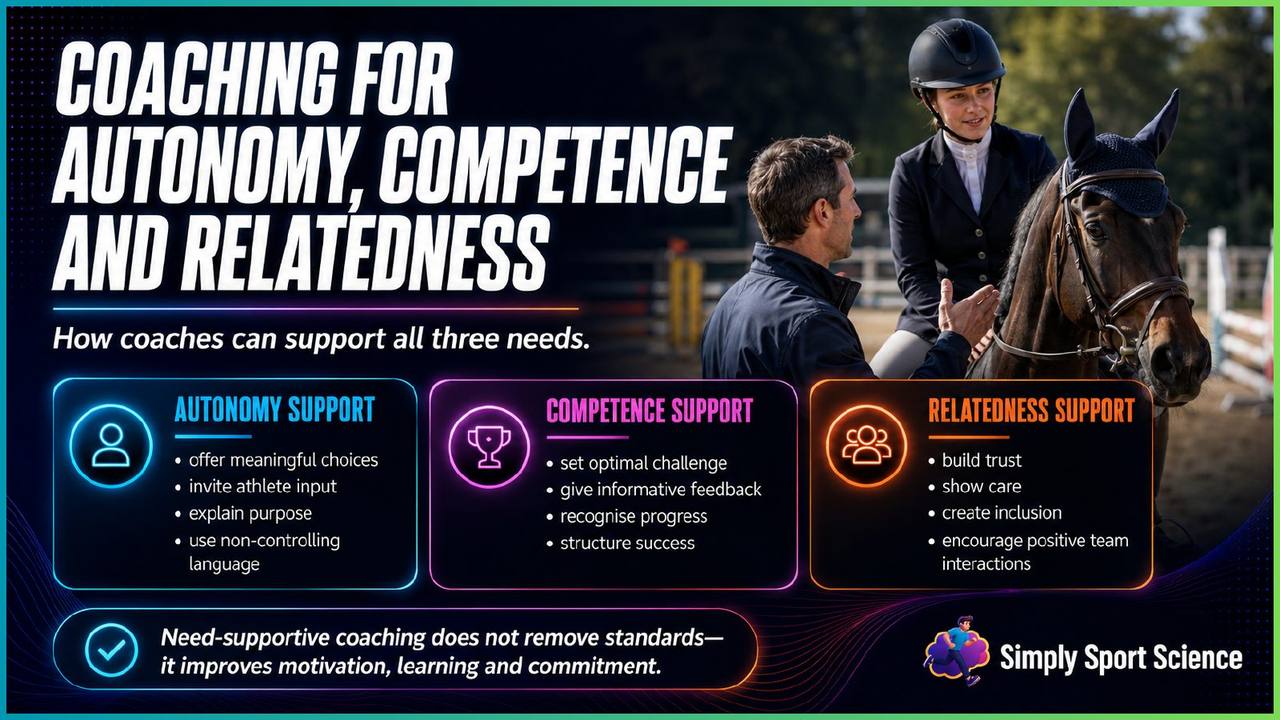 COACHING FOR
AUTONOMY, COMPETENCE
AND RELATEDNESS
How coaches can support all three needs.
AUTONOMY SUPPORT
• offer meaningful choices
• invite athlete input
• explain purpose
• use non-controlling
language
COMPETENCE SUPPORT
• set optimal challenge
• give informative feedback
• recognise progress
• structure success
RELATEDNESS SUPPORT
• build trust
• show care
• create inclusion
• encourage positive team
interactions
Need-supportive coaching does not remove standards—
it improves motivation, learning and commitment.
Simply Sport Science